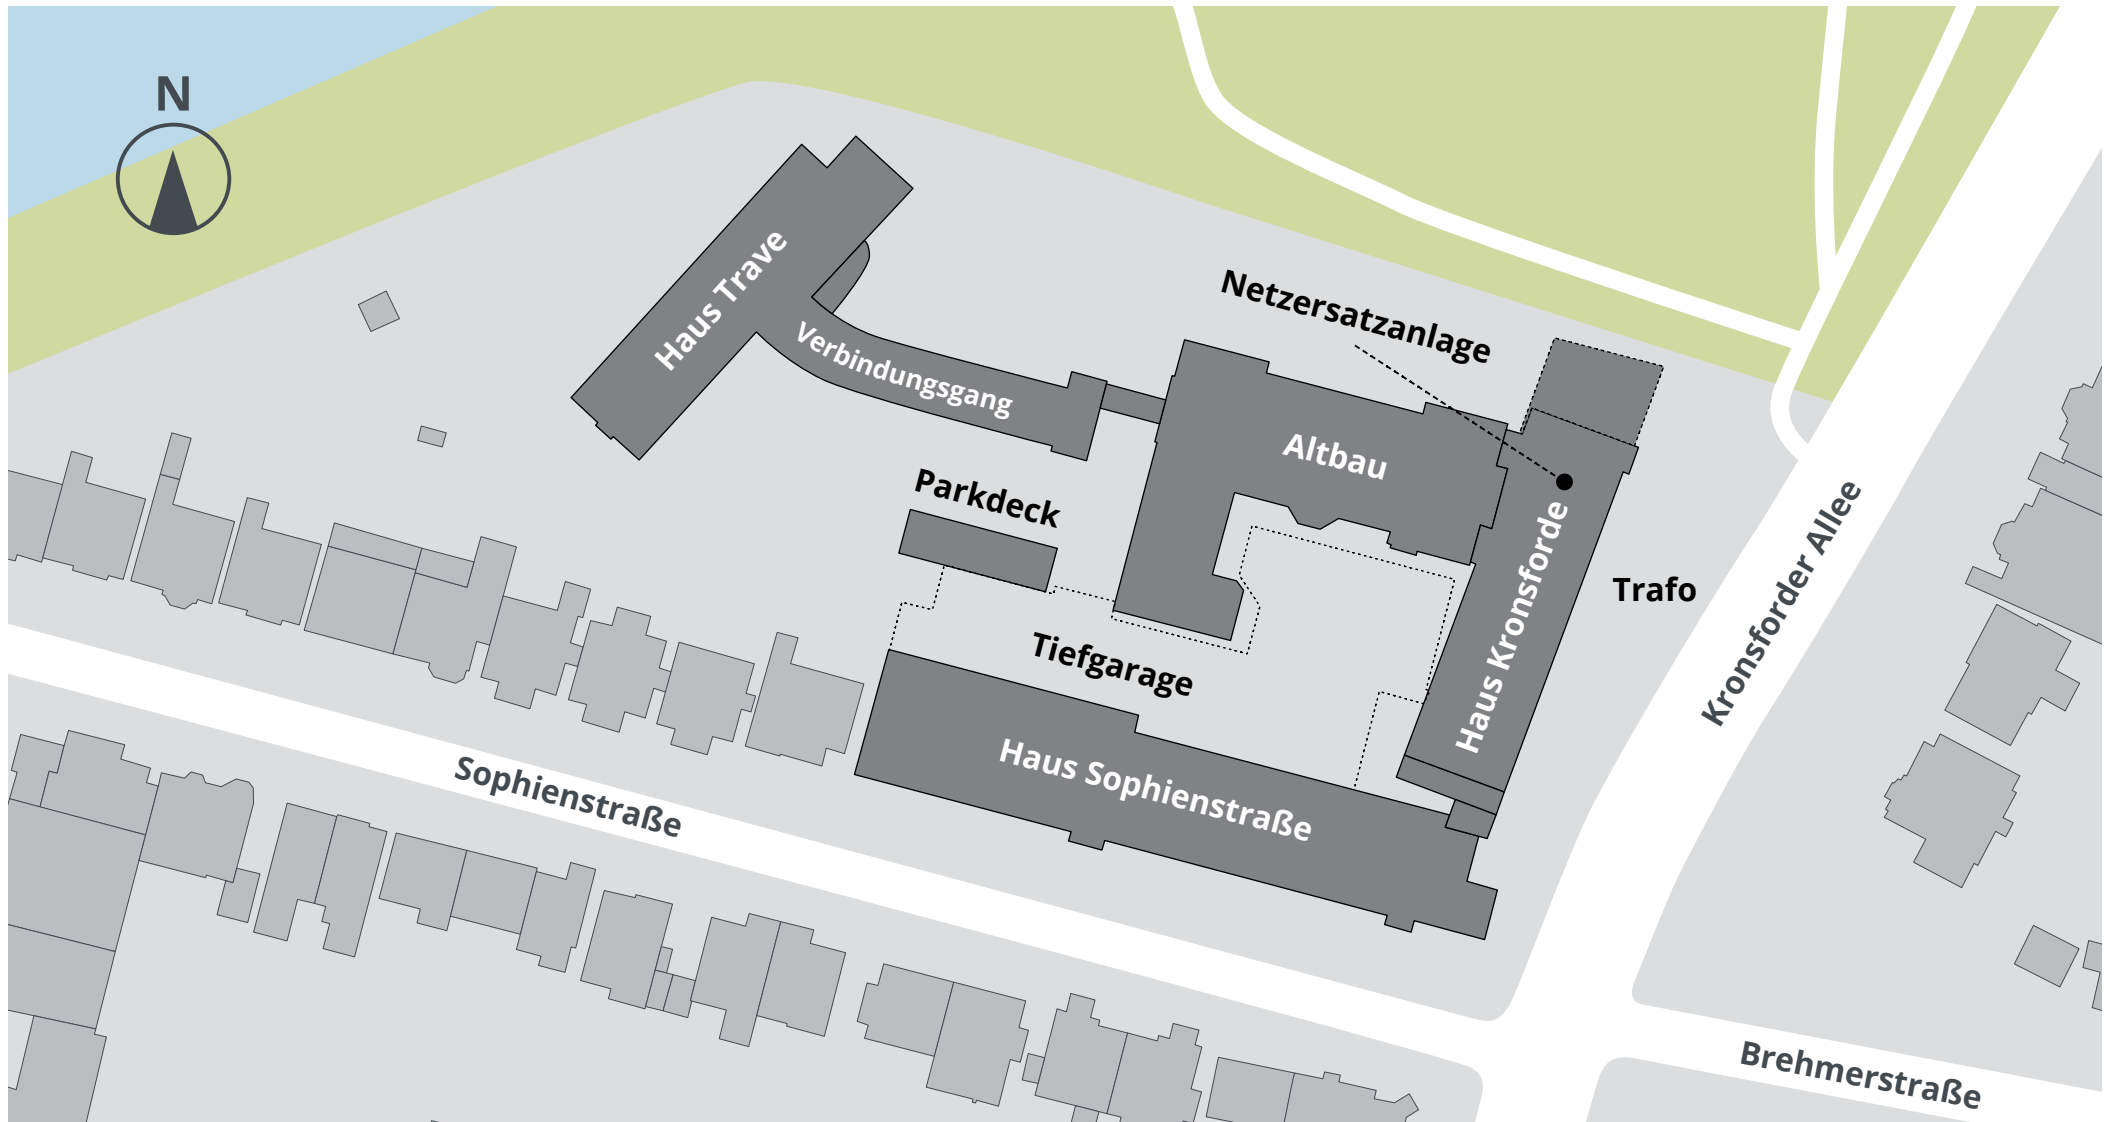 N
Haus Trave
Netzersatzanlage
Verbindungsgang
Altbau
Parkdeck
Haus Kronsforde
Trafo
Kronsforder Allee
Tiefgarage
Haus Sophienstraße
Sophienstraße
Brehmerstraße